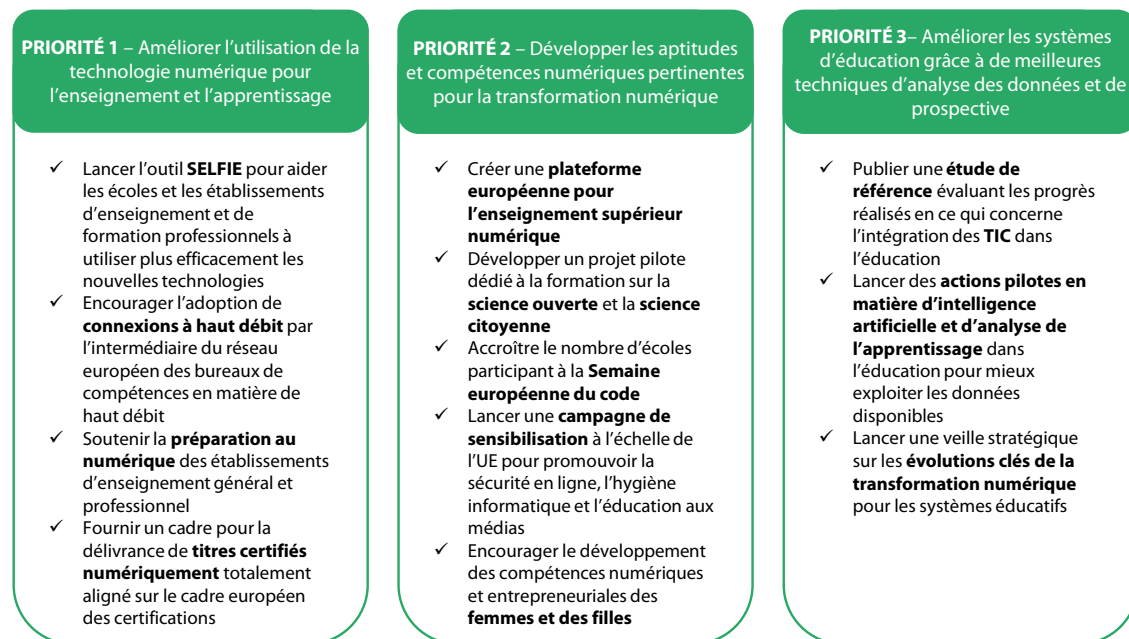 PRIORITÉ 1 – Améliorer l’utilisation de la
technologie numérique pour
l’enseignement et l’apprentissage
✓ Lancer l’outil SELFIE pour aider
les écoles et les établissements
d’enseignement et de
formation professionnels à
utiliser plus efficacement les
nouvelles technologies
✓ Encourager l’adoption de
connexions à haut débit par
l’intermédiaire du réseau
européen des bureaux de
compétences en matière de
haut débit
✓ Soutenir la préparation au
numérique des établissements
d’enseignement général et
professionnel
✓ Fournir un cadre pour la
délivrance de titres certifiés
numériquement totalement
aligné sur le cadre européen
des certifications
PRIORITÉ 2 – Développer les aptitudes
et compétences numériques pertinentes
pour la transformation numérique
✓ Créer une plateforme
européenne pour
l’enseignement supérieur
numérique
✓ Développer un projet pilote
dédié à la formation sur la
science ouverte et la science
citoyenne
✓ Accroître le nombre d’écoles
participant à la Semaine
européenne du code
✓ Lancer une campagne de
sensibilisation à l’échelle de
l’UE pour promouvoir la
sécurité en ligne, l’hygiène
informatique et l’éducation aux
médias
✓ Encourager le développement
des compétences numériques
et entrepreneuriales des
femmes et des filles
PRIORITÉ 3– Améliorer les systèmes
d’éducation grâce à de meilleures
techniques d’analyse des données et de
prospective
✓ Publier une étude de
référence évaluant les progrès
réalisés en ce qui concerne
l’intégration des TIC dans
l’éducation
✓ Lancer des actions pilotes en
matière d’intelligence
artificielle et d’analyse de
l’apprentissage dans
l’éducation pour mieux
exploiter les données
disponibles
✓ Lancer une veille stratégique
sur les évolutions clés de la
transformation numérique
pour les systèmes éducatifs